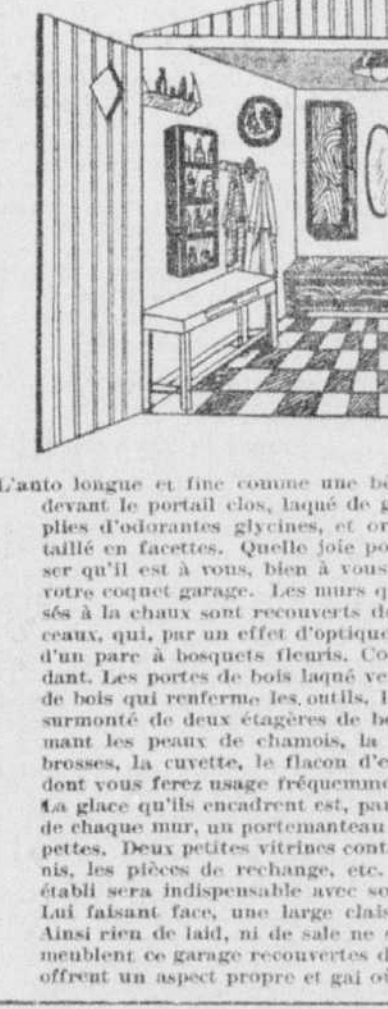 L'auto longue et fine comme une bê
devant le portail clos, laqué de g
plies d'odorantes glycines, et or
taillé en facettes. Quelle joie po
ser qu'il est à vous, bien à vous
votre coquet garage. Les murs q
sés à la chaux sont recouverts de
ceaux, qui, par un effet d'optique
d'un parc à bosquets fleuris. Co
dant. Les portes de bois laqué ve
de bois qui renferme les outils, l
surmonté de deux étagères de bo
mant les peaux de chamois, la
brosses, la cuvette, le flacon d'e
dont vous ferez usage fréquemme
La glace qu'ils encadrent est, par
de chaque mur, un portemanteau
pettes. Deux petites vitrines cont
nis, les pièces de rechange, etc.
établi sera indispensable avec so
Lui faisant face, une large clais
Ainsi rien de laid, ni de sale ne
meublent ce garage recouvertes d
offrent un aspect propre et gai où